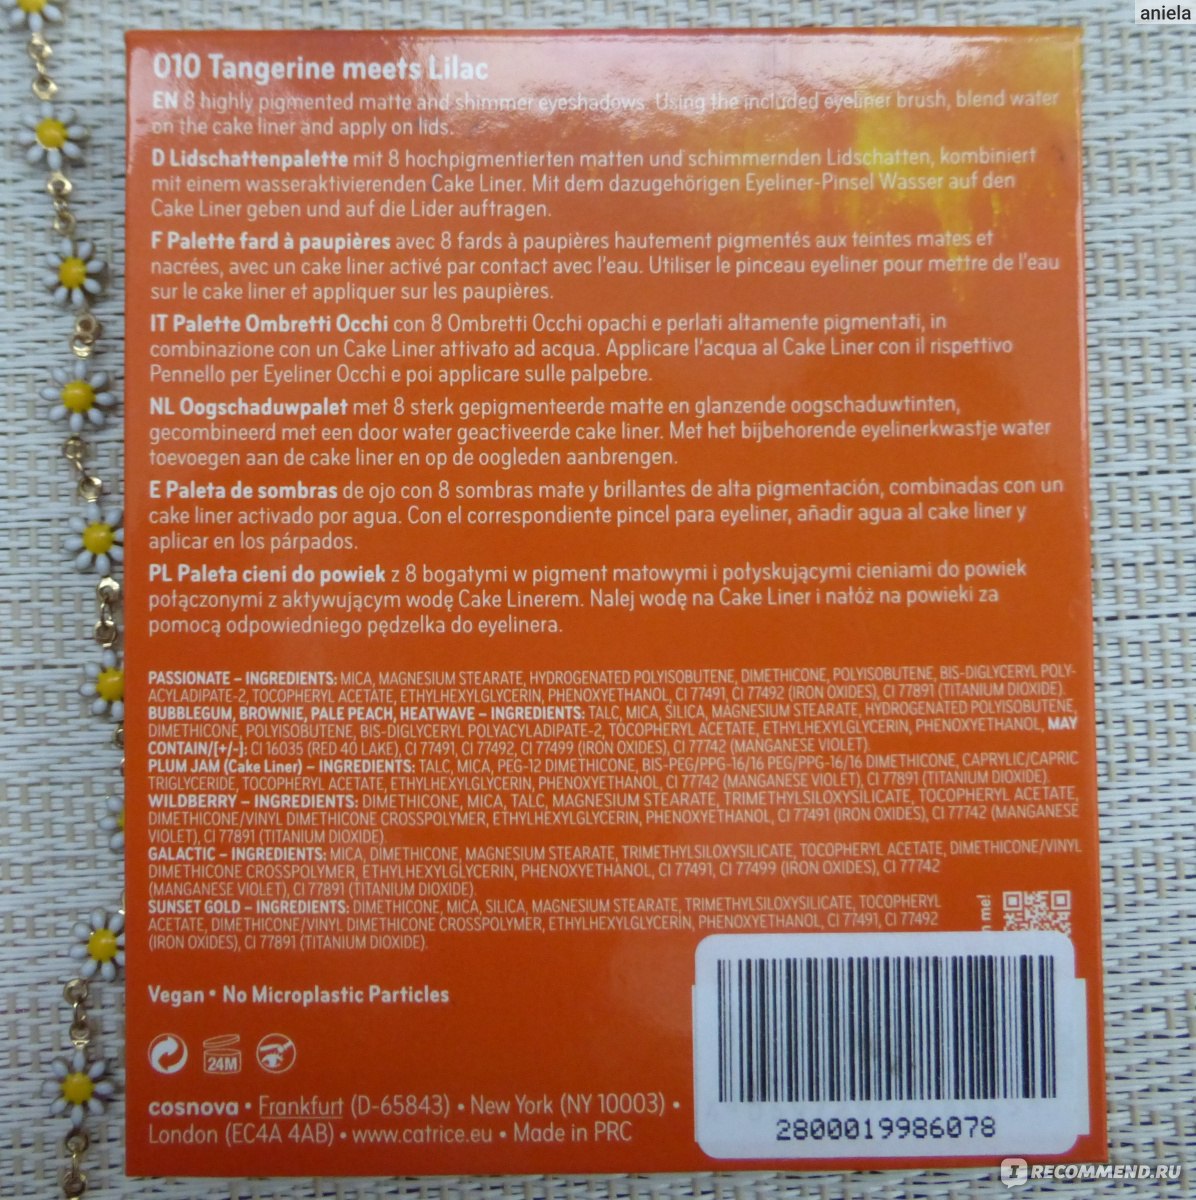 aniela
010 Tangerine meets Lilac
EN 8 highly pigmented matte and shimmer eyeshadows. Using the included eyeliner brush, blend water
on the cake liner and apply on lids.
D Lidschattenpalette mit 8 hochpigmentierten matten und schimmernden Lidschatten, kombiniert
mit einem wasseraktivierenden Cake Liner. Mit dem dazugehörigen Eyeliner-Pinsel Wasser auf den
Cake Liner geben und auf die Lider auftragen.
F Palette fard à paupières avec 8 fards à paupières hautement pigmentés aux teintes mates et
nacrées, avec un cake liner activé par contact avec l'eau. Utiliser le pinceau eyeliner pour mettre de l'eau
sur le cake liner et appliquer sur les paupières.
IT Palette Ombretti Occhi con 8 Ombretti Occhi opachi e perlati altamente pigmentati, in
combinazione con un Cake Liner attivato ad acqua. Applicare l'acqua al Cake Liner con il rispettivo
Pennello per Eyeliner Occhi e poi applicare sulle palpebre.
NL Oogschaduwpalet met 8 sterk gepigmenteerde matte en glanzende oogschaduwtinten,
gecombineerd met een door water geactiveerde cake liner. Met het bijbehorende eyelinerkwastje water
toevoegen aan de cake liner en op de oogleden aanbrengen.
E Paleta de sombras de ojo con 8 sombras mate y brillantes de alta pigmentación, combinadas con un
cake liner activado por agua. Con el correspondiente pincel para eyeliner, añadir agua al cake liner y
aplicar en los párpados.
PL Paleta cieni do powiek z 8 bogatymi w pigment matowymi i połyskującymi cieniami do powiek
połączonymi z aktywującym wodę Cake Linerem. Nalej wodę na Cake Liner i nałóż na powieki za
pomocą odpowiedniego pędzelka do eyelinera.
PASSIONATE – INGREDIENTS: MICA, MAGNESIUM STEARATE, HYDROGENATED POLYISOBUTENE, DIMETHICONE, POLYISOBUTENE, BIS-DIGLYCERYL POLY-
ACYLADIPATE-2, TOCOPHERYL ACETATE, ETHYLHEXYLGLYCERIN, PHENOXYETHANOL, CI 77491, CI 77492 (IRON OXIDES), CI 77891 (TITANIUM DIOXIDE).
BUBBLEGUM, BROWNIE, PALE PEACH, HEATWAVE – INGREDIENTS: TALC, MICA, SILICA, MAGNESIUM STEARATE, HYDROGENATED POLYISOBUTENE,
DIMETHICONE, POLYISOBUTENE, BIS-DIGLYCERYL POLYACYLADIPATE-2, TOCOPHERYL ACETATE, ETHYLHEXYLGLYCERIN, PHENOXYETHANOL, MAY
CONTAIN/[+/-]: CI 16035 (RED 40 LAKE), CI 77491, CI 77492, CI 77499 (IRON OXIDES), CI 77742 (MANGANESE VIOLET).
PLUM JAM (Cake Liner) – INGREDIENTS: TALC, MICA, PEG-12 DIMETHICONE, BIS-PEG/PPG-16/16 PEG/PPG-16/16 DIMETHICONE, CAPRYLIC/CAPRIC
TRIGLYCERIDE, TOCOPHERYL ACETATE, ETHYLHEXYLGLYCERIN, PHENOXYETHANOL, CI 77742 (MANGANESE VIOLET), CI 77891 (TITANIUM DIOXIDE).
WILDBERRY – INGREDIENTS: DIMETHICONE, MICA, TALC, MAGNESIUM STEARATE, TRIMETHYLSILOXYSILICATE, TOCOPHERYL ACETATE,
DIMETHICONE/VINYL DIMETHICONE CROSSPOLYMER, ETHYLHEXYLGLYCERIN, PHENOXYETHANOL, CI 77491 (IRON OXIDES), CI 77742 (MANGANESE
VIOLET), CI 77891 (TITANIUM DIOXIDE).
GALACTIC – INGREDIENTS: MICA, DIMETHICONE, MAGNESIUM STEARATE, TRIMETHYLSILOXYSILICATE, TOCOPHERYL ACETATE, DIMETHICONE/VINYL
DIMETHICONE CROSSPOLYMER, ETHYLHEXYLGLYCERIN, PHENOXYETHANOL, CI 77491, CI 77499 (IRON OXIDES), CI 77742
(MANGANESE VIOLET), CI 77891 (TITANIUM DIOXIDE).
SUNSET GOLD – INGREDIENTS: DIMETHICONE, MICA, SILICA, MAGNESIUM STEARATE, TRIMETHYLSILOXYSILICATE, TOCOPHERYL
ACETATE, DIMETHICONE/VINYL DIMETHICONE CROSSPOLYMER, ETHYLHEXYLGLYCERIN, PHENOXYETHANOL, CI 77491, CI 77492
(IRON OXIDES), CI 77891 (TITANIUM DIOXIDE).
me!
Vegan • No Microplastic Particles
24M
cosnova • Frankfurt (D-65843) • New York (NY 10003) •
London (EC4A 4AB) • www.catrice.eu • Made in PRC
2800019986078
RECOMMEND.RU